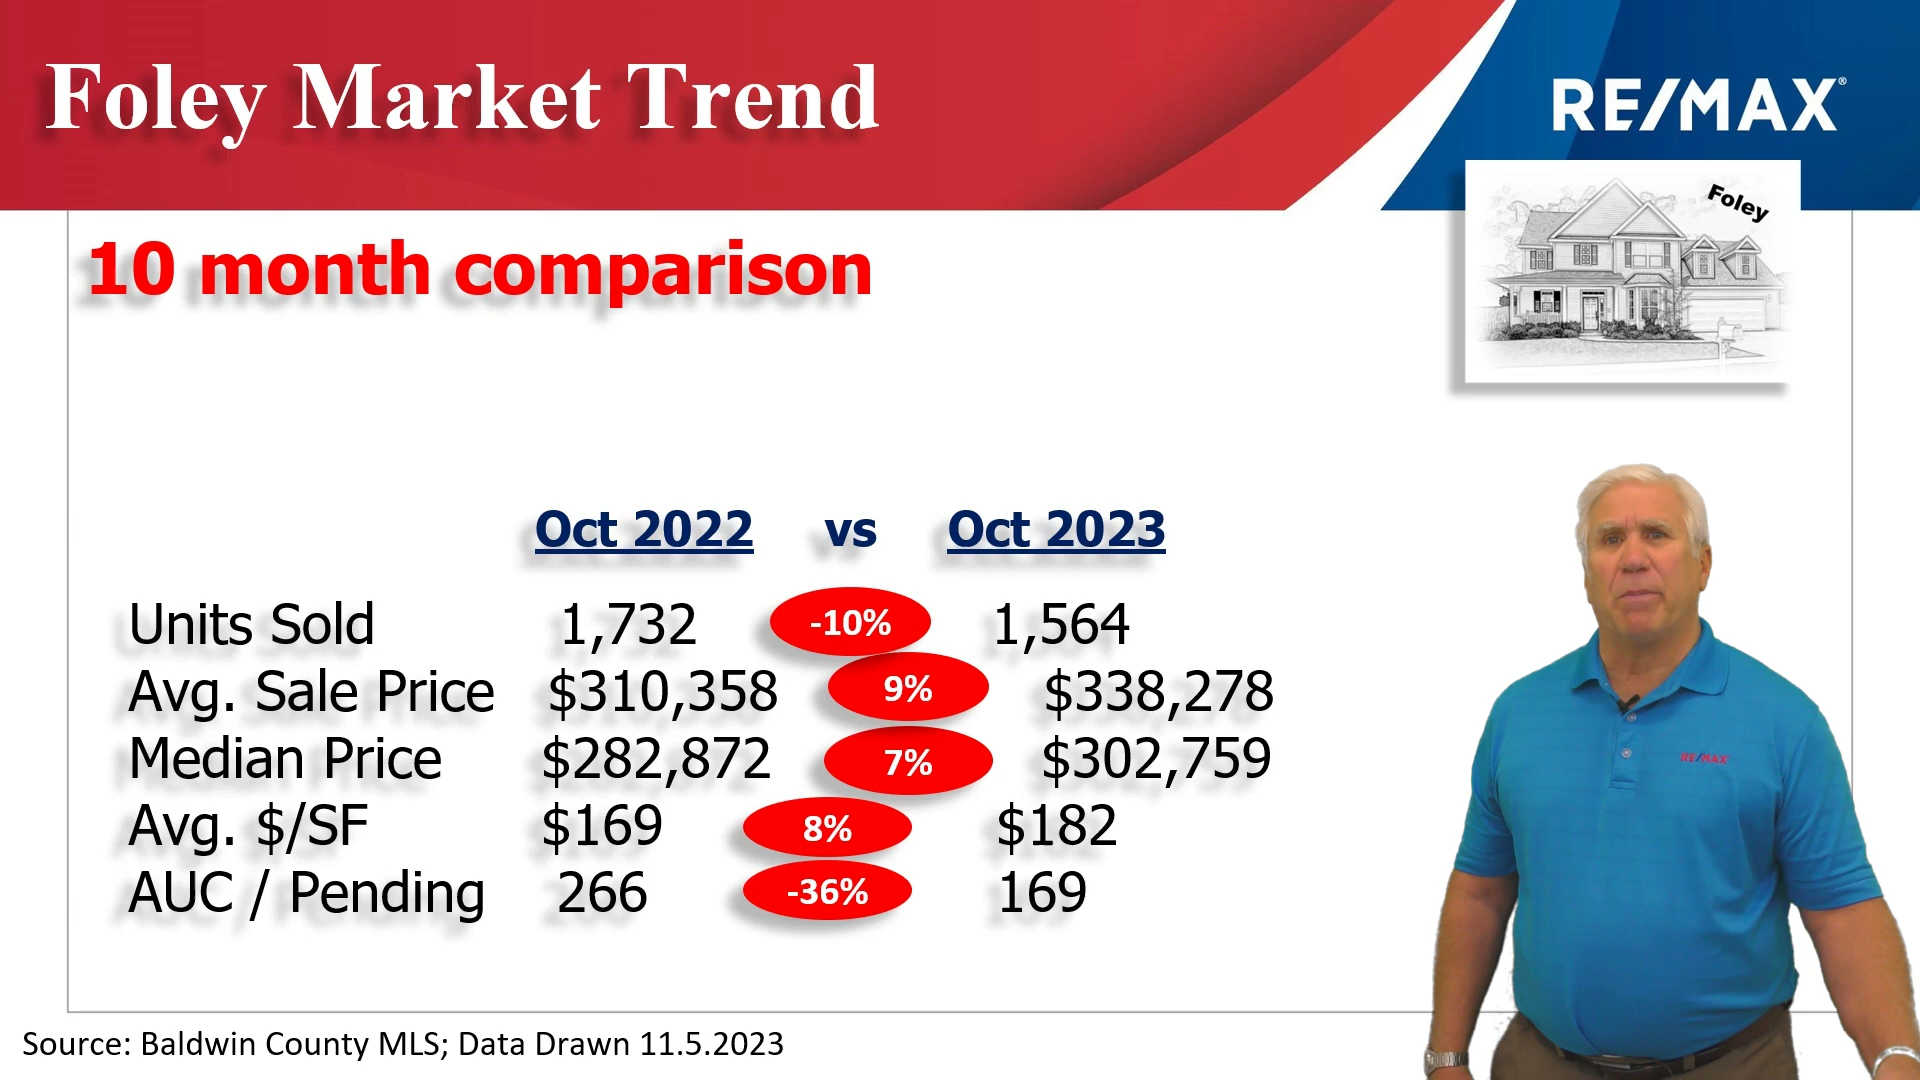 Foley Market Trend
RE/MAX®
Foley
10 month comparison
Oct 2022 vs Oct 2023
Units Sold 1,732 -10% 1,564
Avg. Sale Price $310,358 9% $338,278
Median Price $282,872 7% $302,759
Avg. $/SF $169 8% $182
AUC / Pending 266 -36% 169
RE/MAX
Source: Baldwin County MLS; Data Drawn 11.5.2023